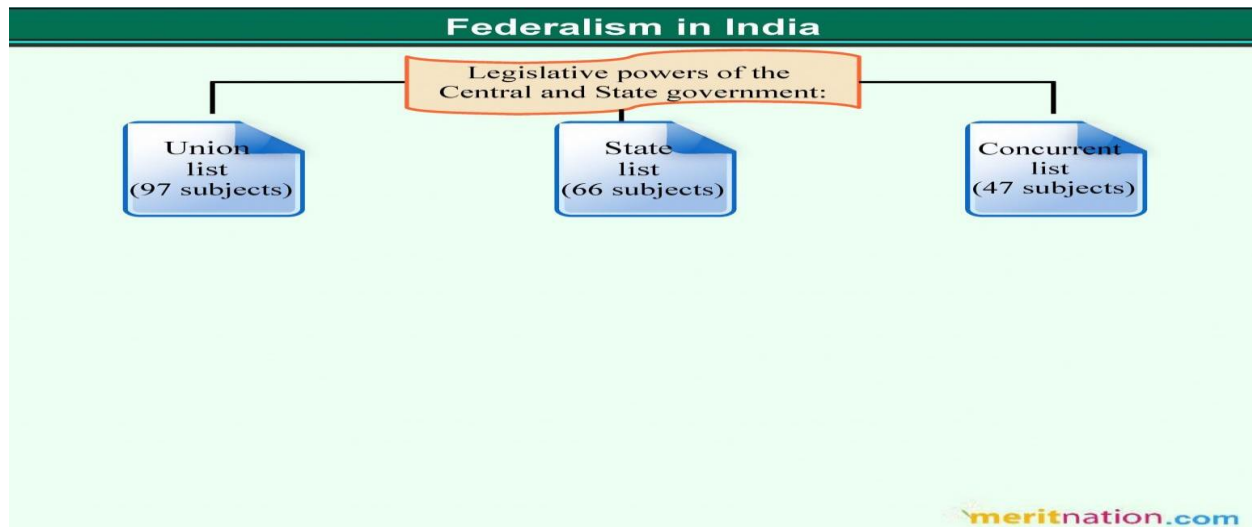 Federalism in India
Legislative powers of the
Central and State government:
Union
list
(97 subjects)
State
list
(66 subjects)
Concurrent
list
(47 subjects)
meritnation.com